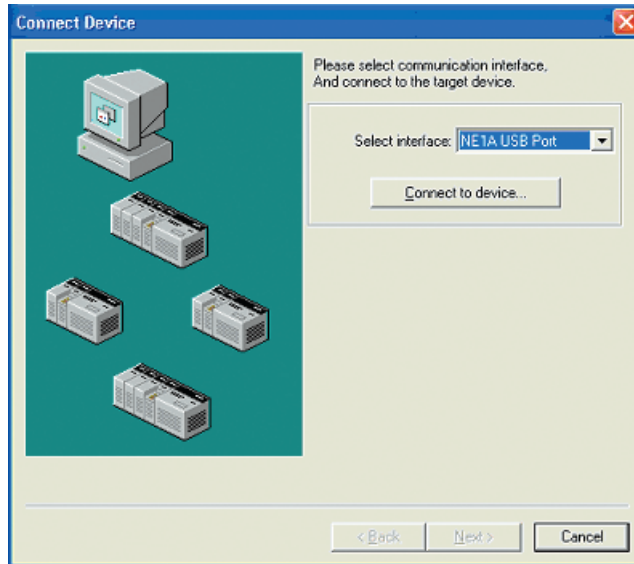 Connect Device
Please select communication interface,
And connect to the target device.
Select interface: NE1A USB Port
Connect to device...
< Back Next > Cancel